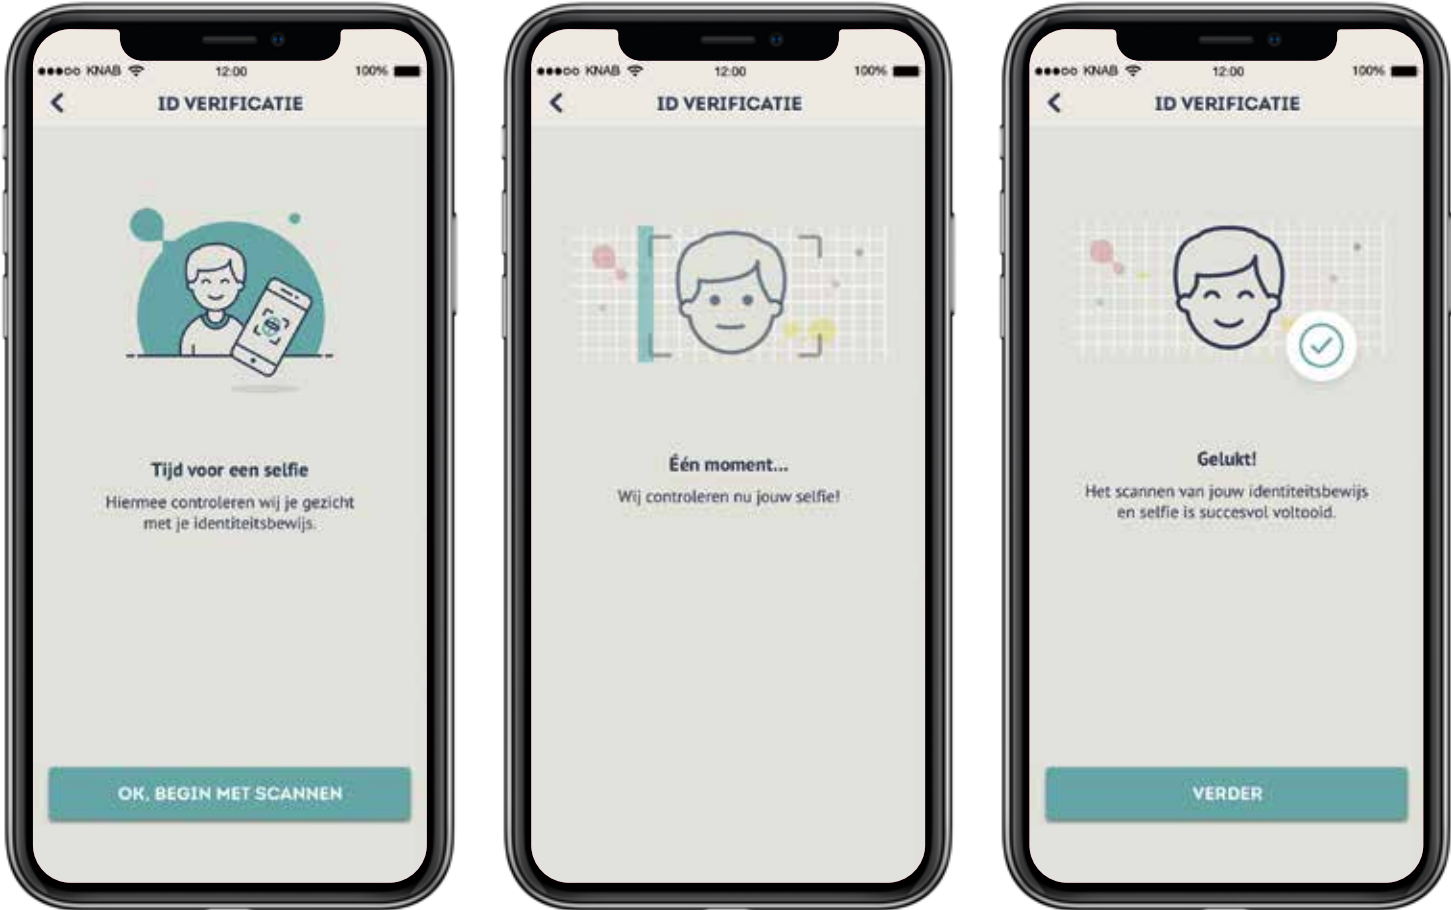 KNAB 12:00 100%
ID VERIFICATIE
Tijd voor een selfie
Hiermee controleren wij je gezicht
met je identiteitsbewijs.
OK, BEGIN MET SCANNEN
KNAB 12:00 100%
ID VERIFICATIE
Één moment...
Wij controleren nu jouw selfie!
KNAB 12:00 100%
ID VERIFICATIE
Gelukt!
Het scannen van jouw identiteitsbewijs
en selfie is succesvol voltooid.
VERDER